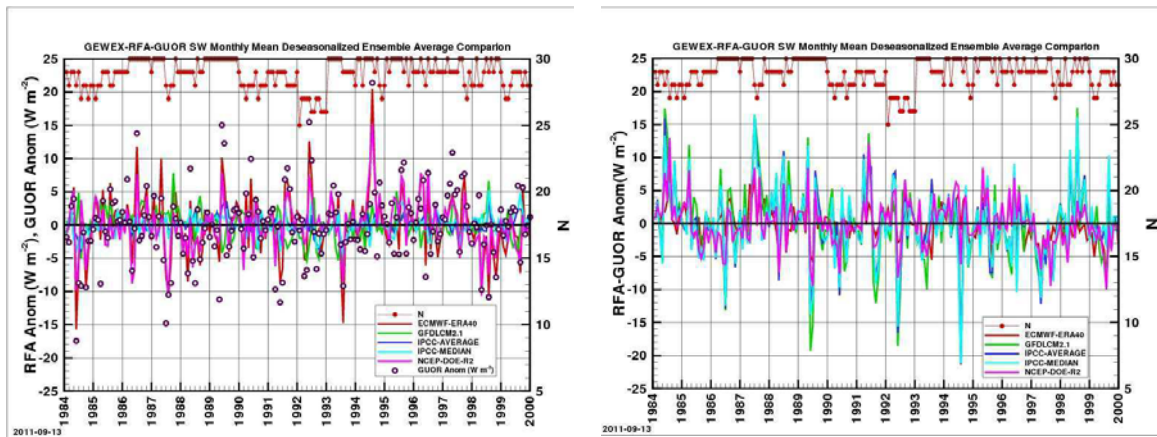 GEWEX-RFA-GUOR SW Monthly Mean Deseasonalized Ensemble Average Comparion
RFA Anom (W m-2), GUOR Anom (W m-2)
25
20
15
10
5
0
-5
-10
-15
-20
-25
30
25
20
15
10
5
N
N
ECMWF-ERA40
GFDLCM2.1
IPCC-AVERAGE
IPCC-MEDIAN
NCEP-DOE-R2
GUOR Anom (W m-2)
1984 1985 1986 1987 1988 1989 1990 1991 1992 1993 1994 1995 1996 1997 1998 1999 2000
2011-09-13
GEWEX-RFA-GUOR SW Monthly Mean Deseasonalized Ensemble Average Comparion
RFA-GUOR Anom(W m-2)
25
20
15
10
5
0
-5
-10
-15
-20
-25
30
25
20
15
10
5
N
N
ECMWF-ERA40
GFDLCM2.1
IPCC-AVERAGE
IPCC-MEDIAN
NCEP-DOE-R2
1984 1985 1986 1987 1988 1989 1990 1991 1992 1993 1994 1995 1996 1997 1998 1999 2000
2011-09-13